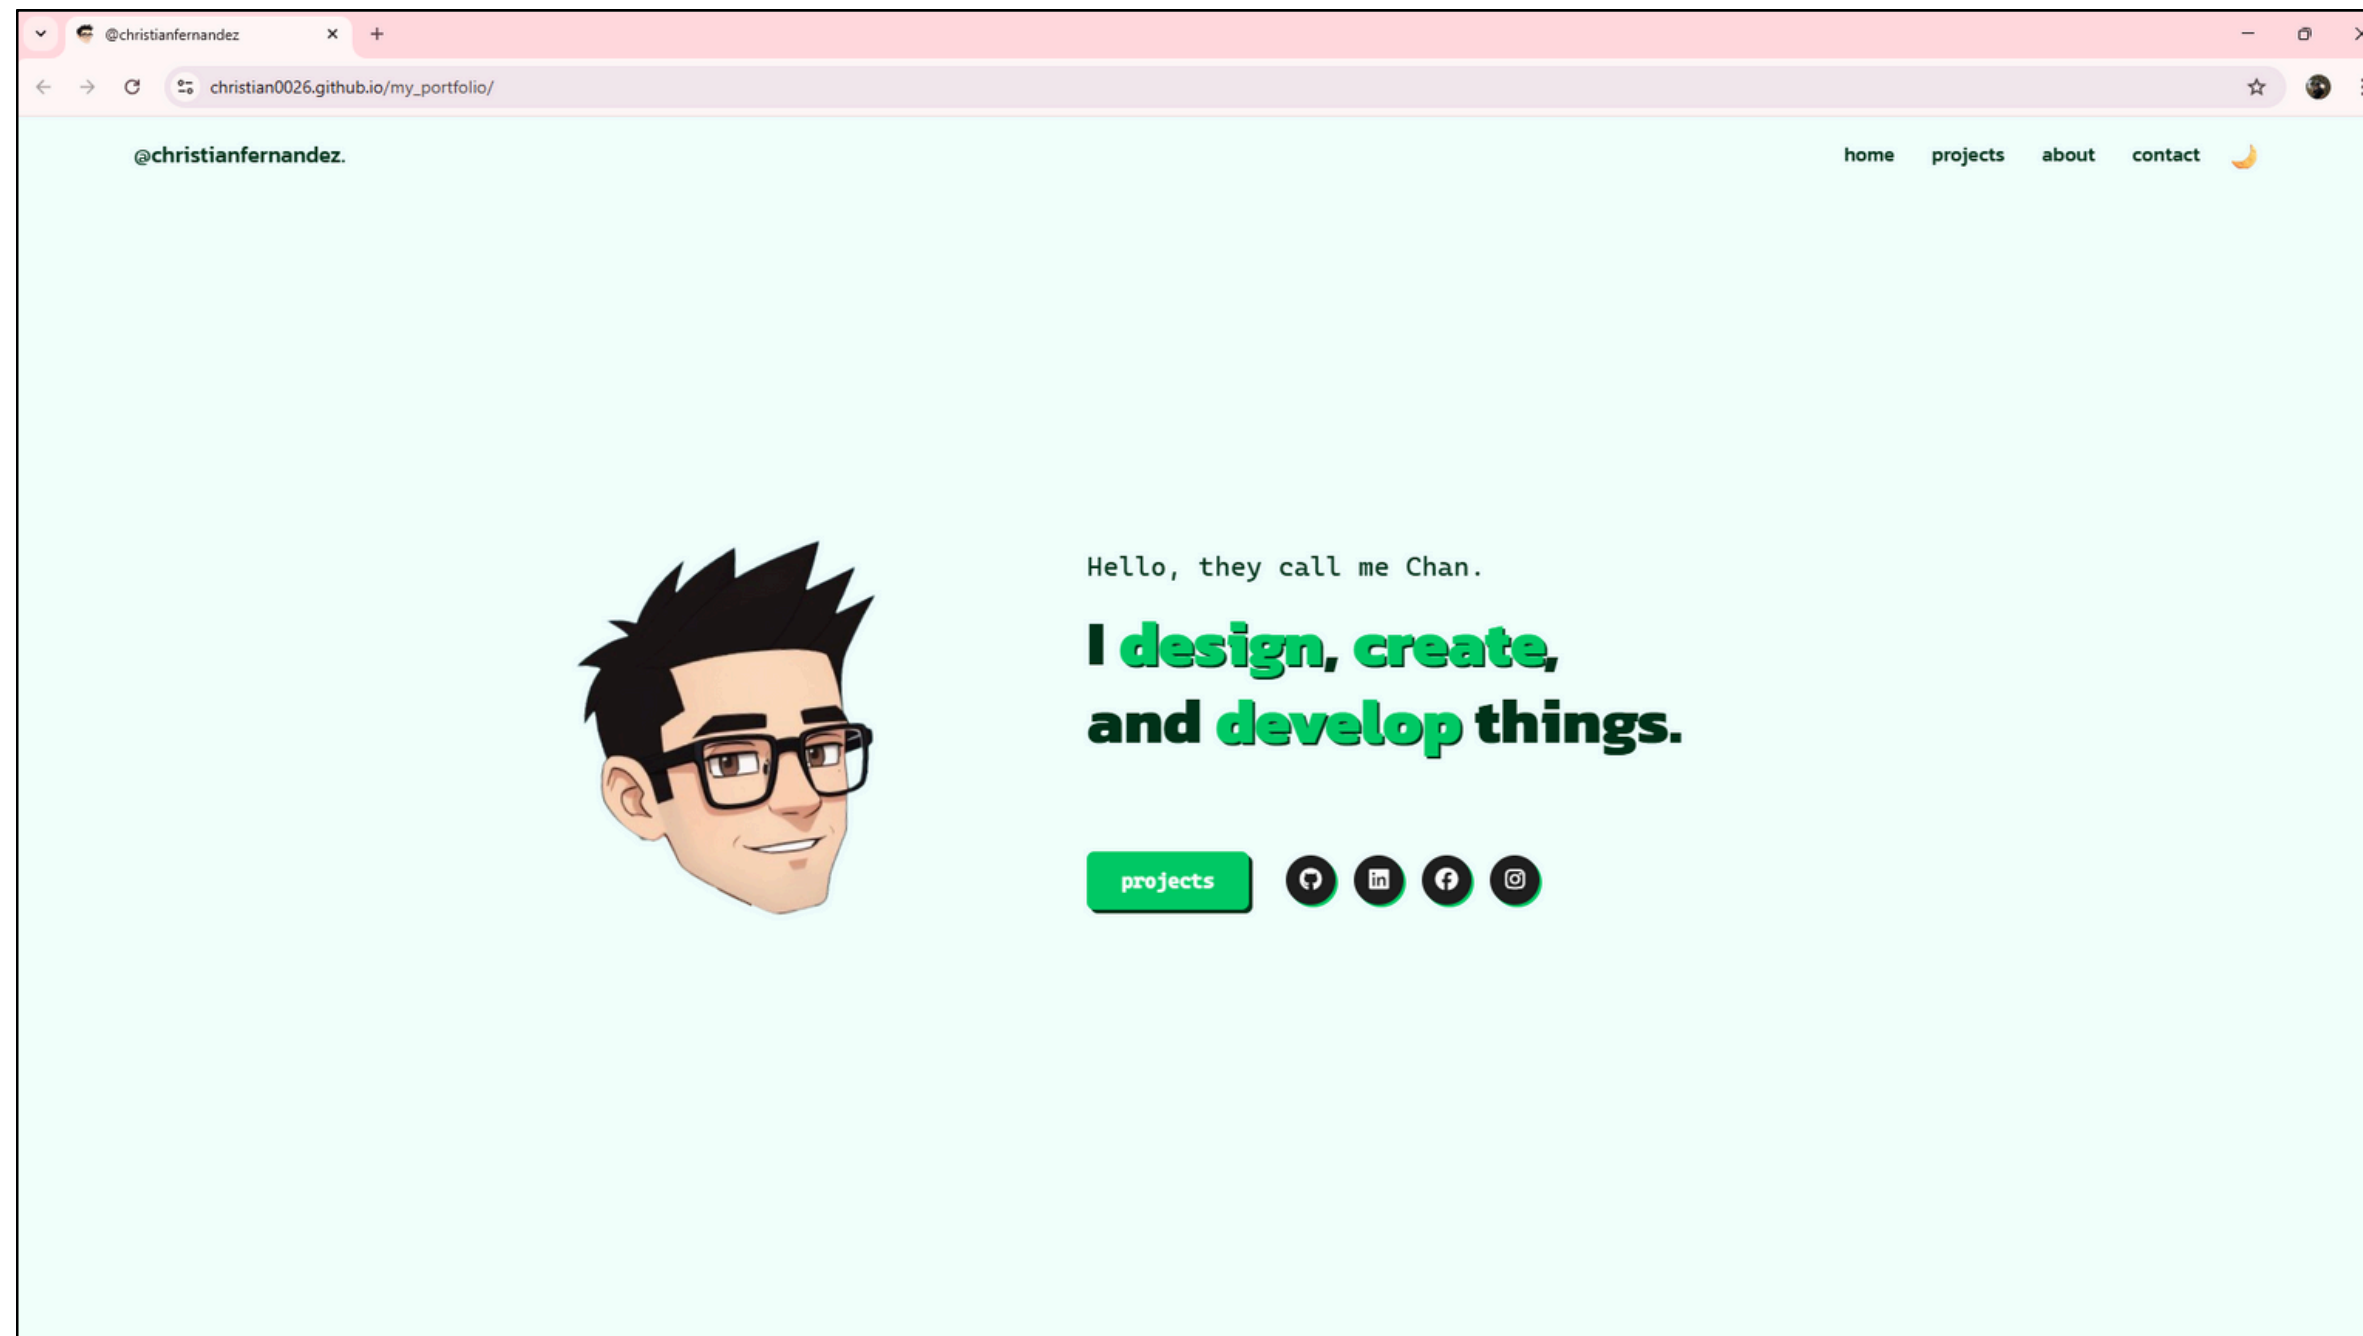 @christianfernandez
christian0026.github.io/my_portfolio/
@christianfernandez.
home projects about contact
Hello, they call me Chan.
I design, create,
and develop things.
projects
in